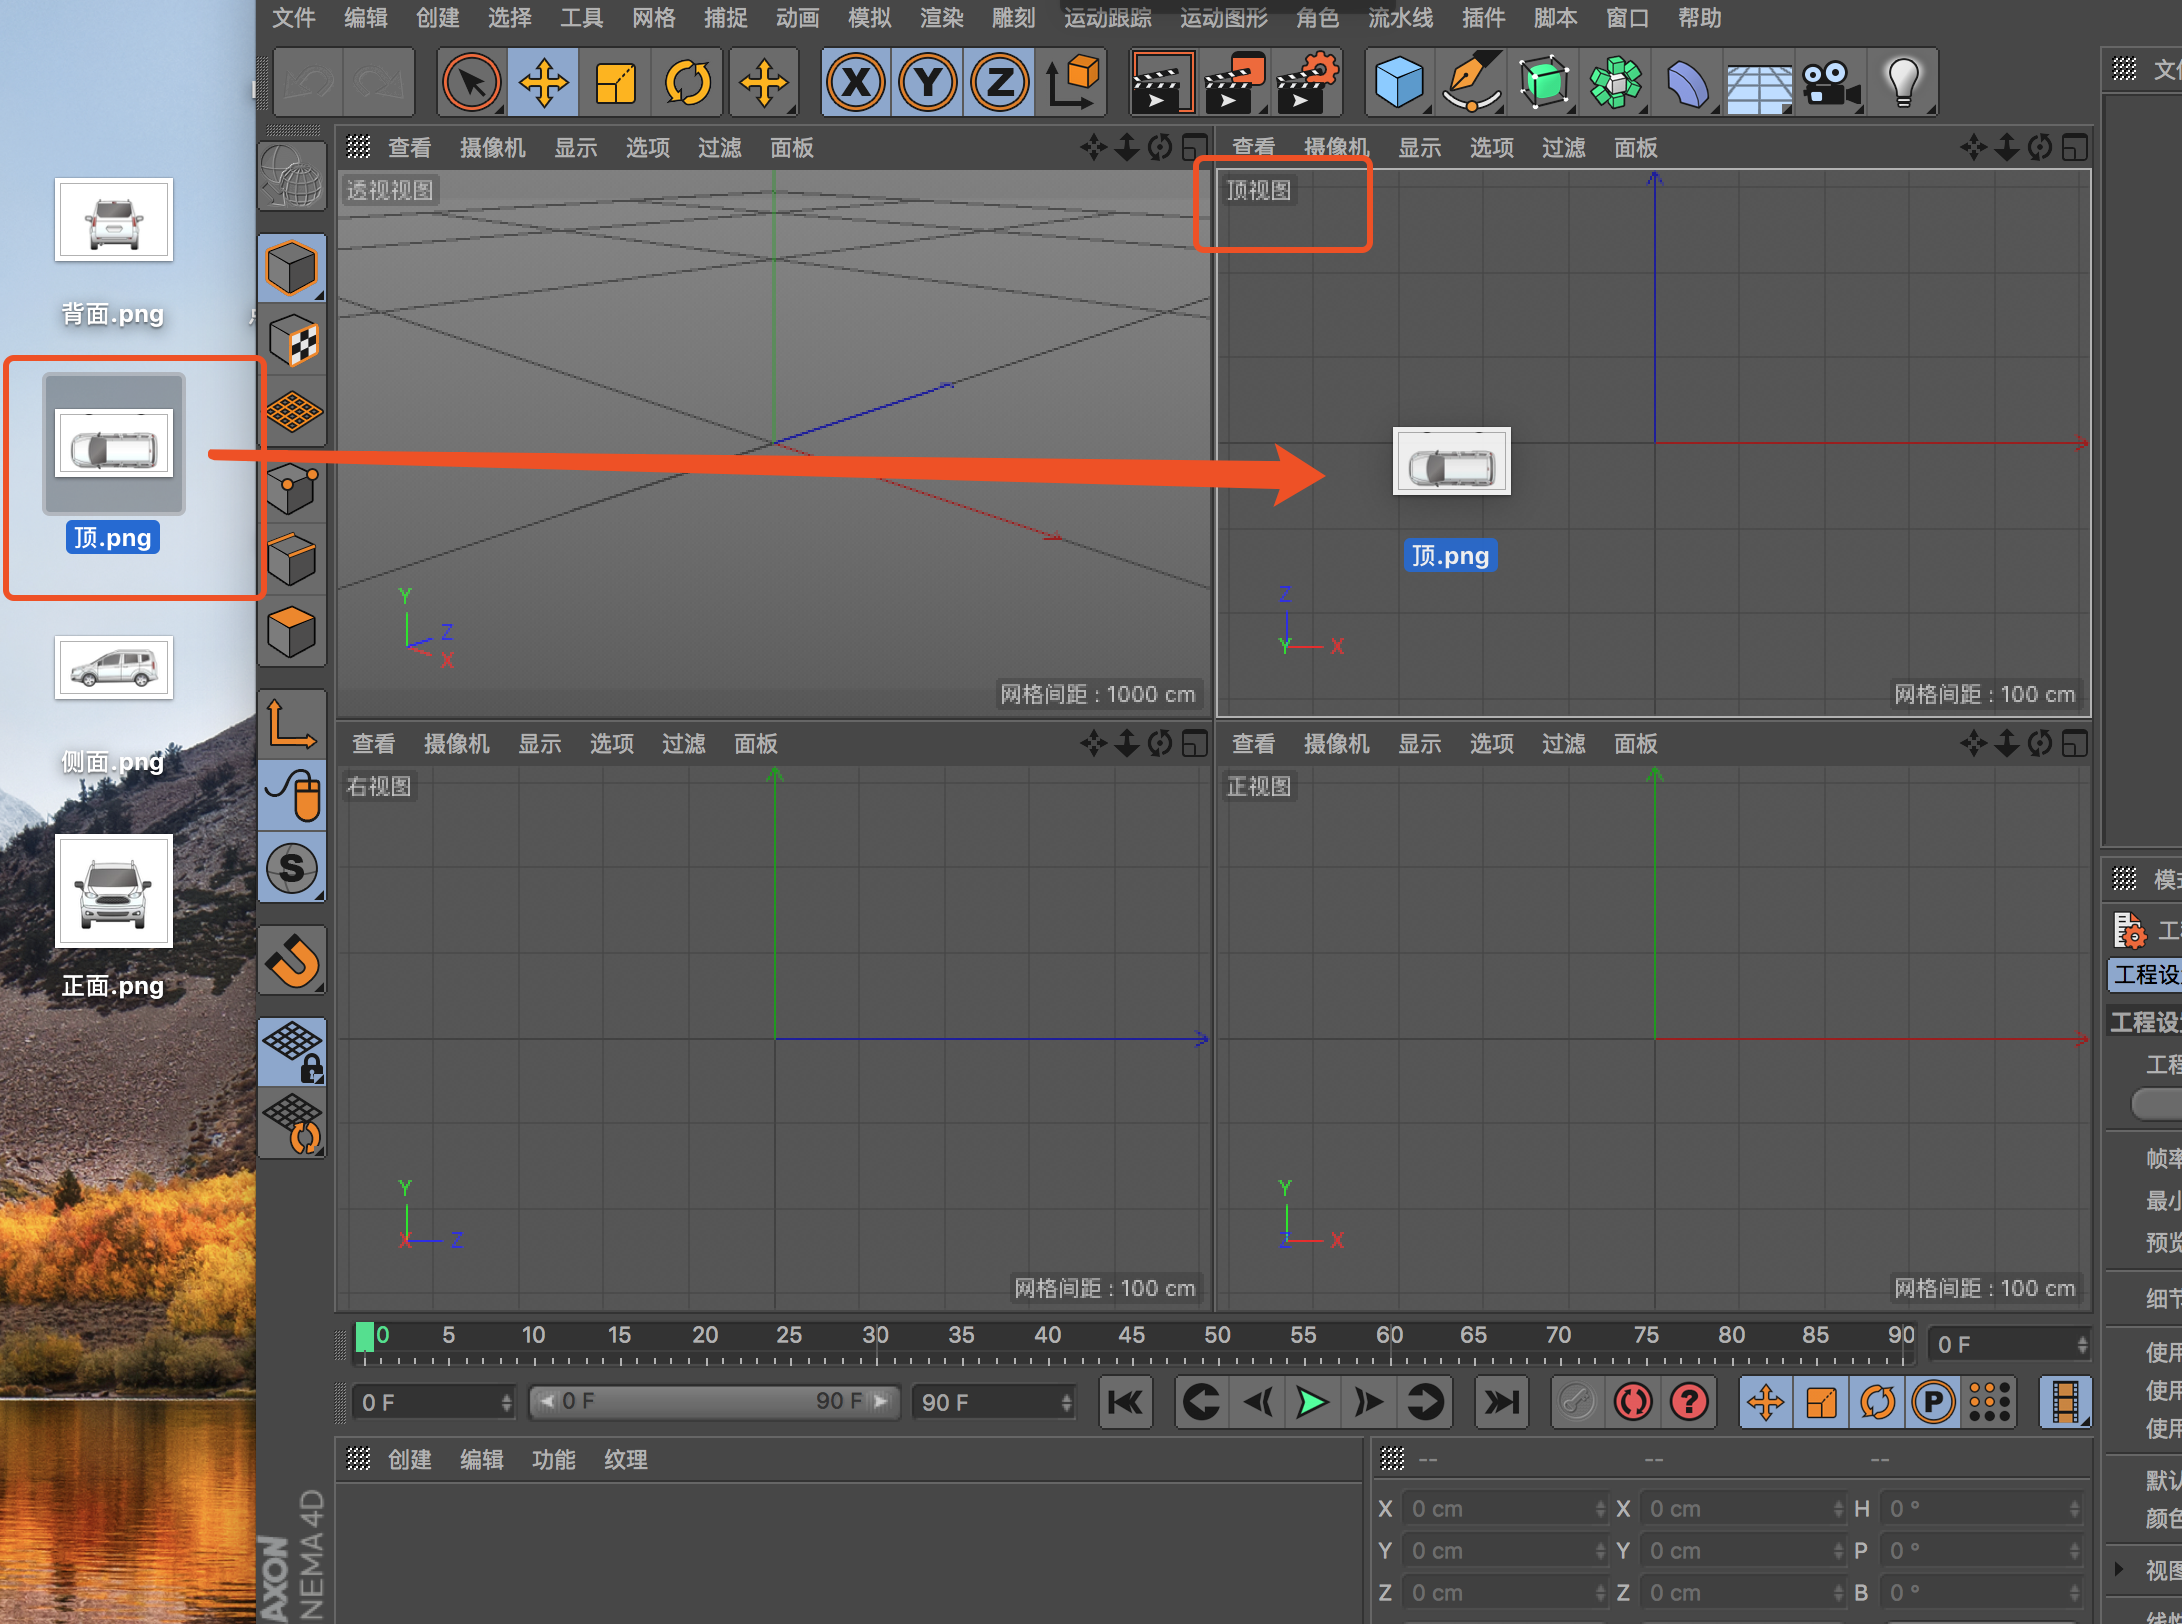 文件 编辑 创建 选择 工具 网格 捕捉 动画 模拟 渲染 雕刻 运动跟踪 运动图形 角色 流水线 插件 脚本 窗口 帮助
X Y Z
查看 摄像机 显示 选项 过滤 面板
查看 摄像机 显示 选项 过滤 面板
透视视图
顶视图
背面.png
顶.png
顶.png
侧面.png
正面.png
Y
Z
X
Z
Y
X
网格间距 : 1000 cm
网格间距 : 100 cm
查看 摄像机 显示 选项 过滤 面板
查看 摄像机 显示 选项 过滤 面板
右视图
正视图
S
工程设
工程设
Y
X Z
Y
Z X
网格间距 : 100 cm
网格间距 : 100 cm
0 5 10 15 20 25 30 35 40 45 50 55 60 65 70 75 80 85 90
0 F
0 F
0 F 90 F
90 F
? P
创建 编辑 功能 纹理
-- -- --
X 0 cm X 0 cm H 0 °
Y 0 cm Y 0 cm P 0 °
Z 0 cm Z 0 cm B 0 °
帧率
最小
预览
细节
使用
使用
使用
默认
颜色
视图
AXON
NEMA 4D